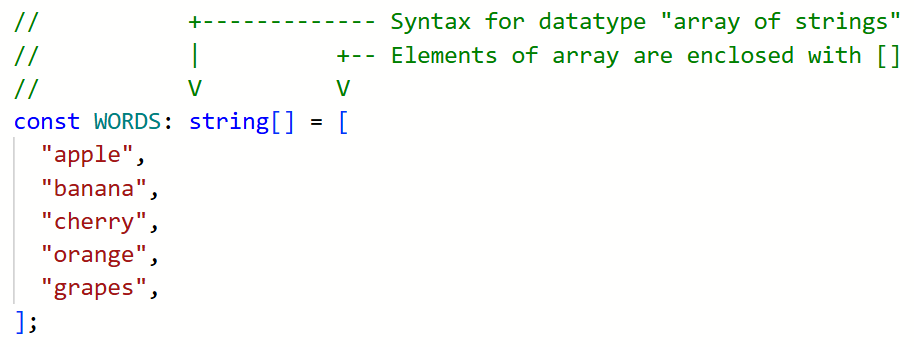 //           +------------- Syntax for datatype "array of strings"
//           |          +-- Elements of array are enclosed with []
//           V          V
const WORDS: string[] = [
  "apple",
  "banana",
  "cherry",
  "orange",
  "grapes",
];